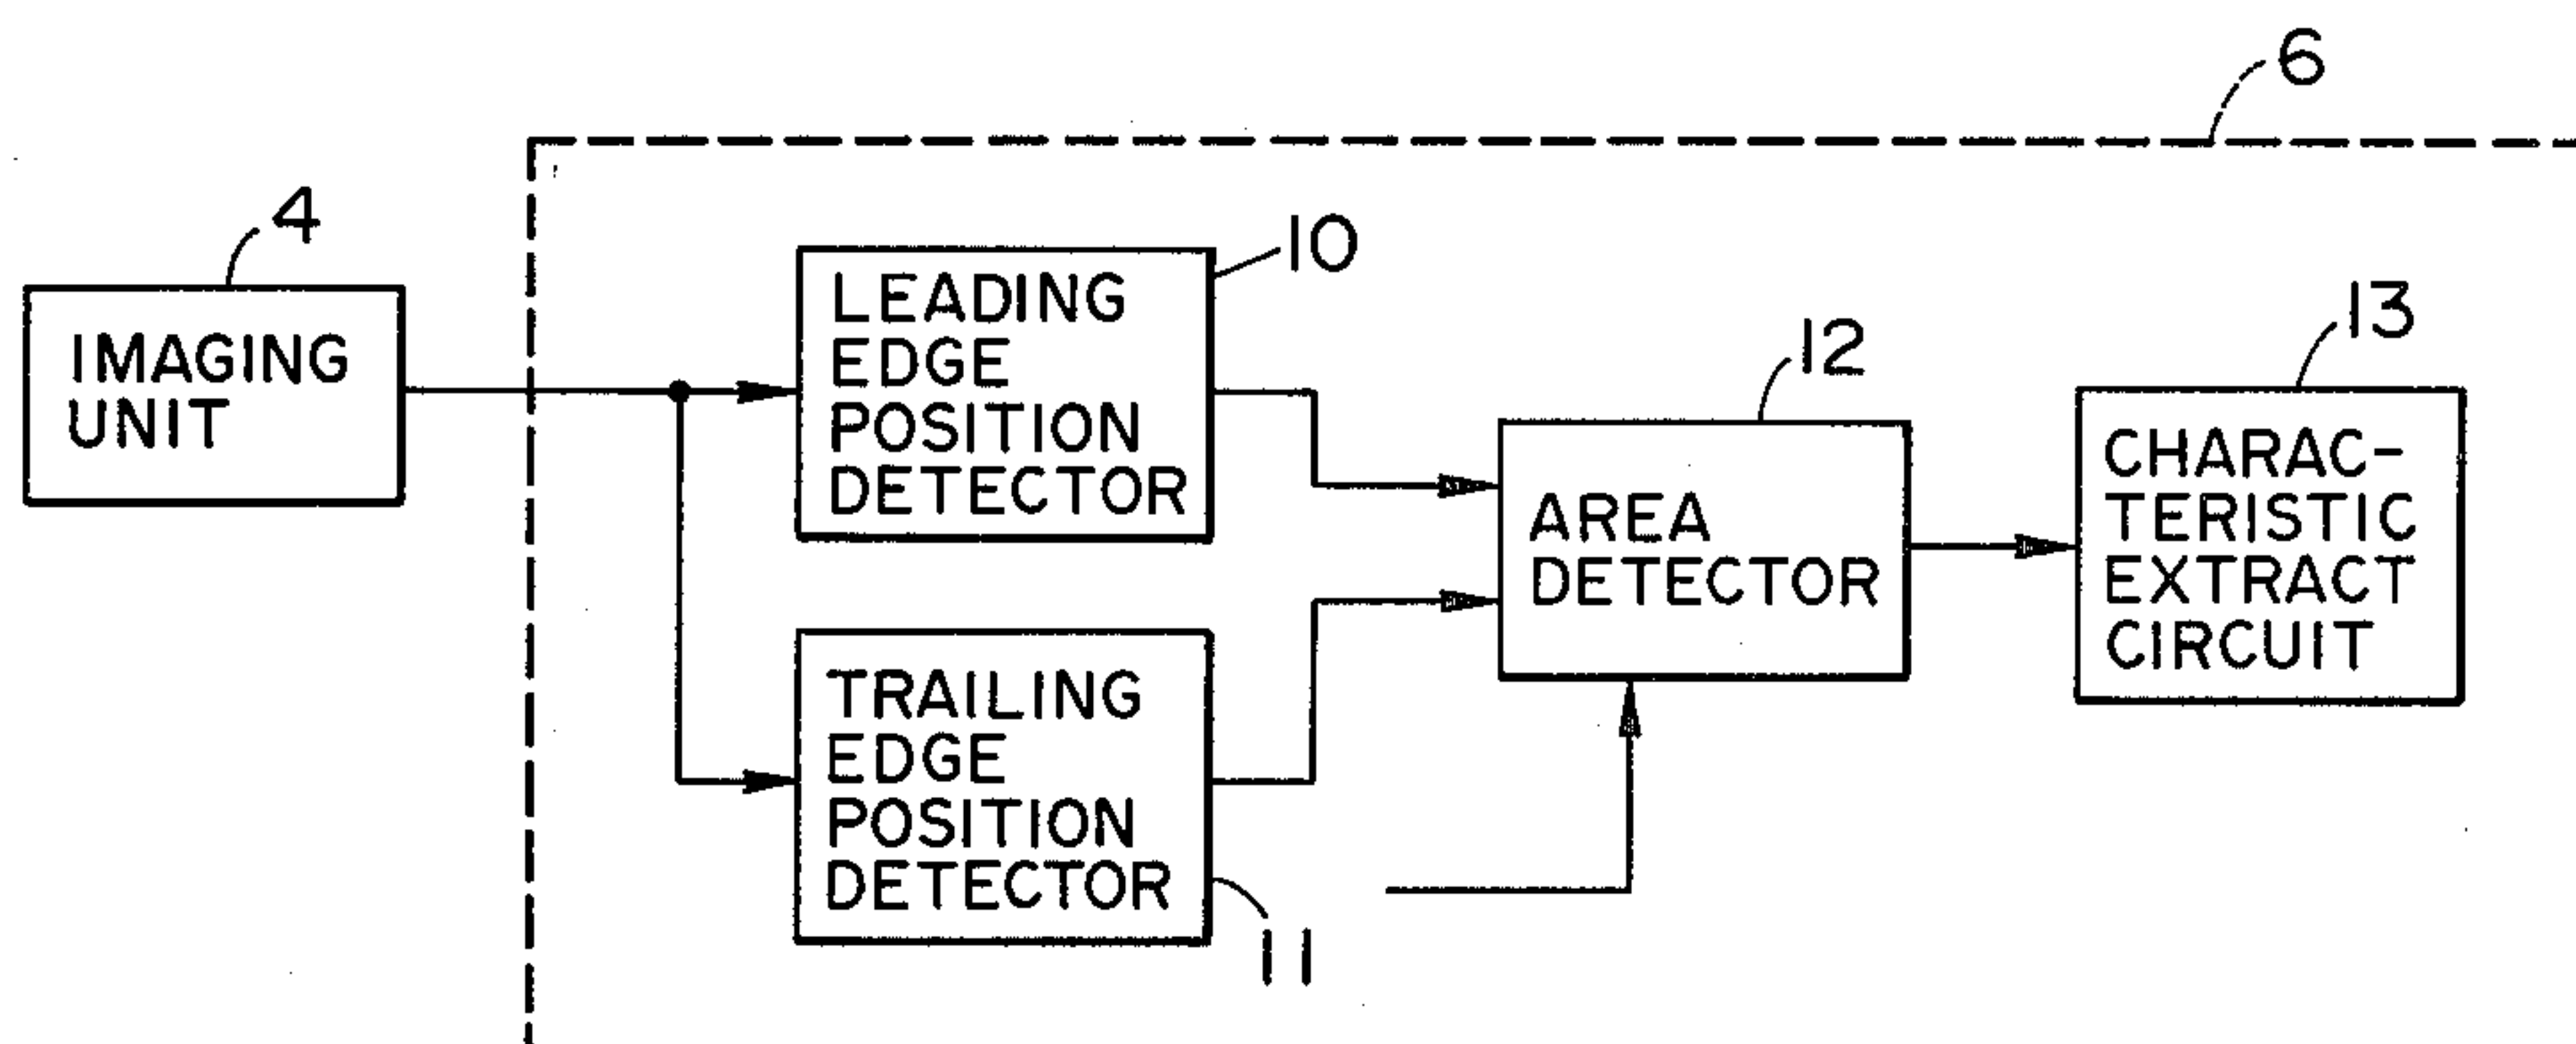 6
4
IMAGING
UNIT
10
LEADING
EDGE
POSITION
DETECTOR
12
AREA
DETECTOR
13
CHARAC-
TERISTIC
EXTRACT
CIRCUIT
TRAILING
EDGE
POSITION
DETECTOR
11